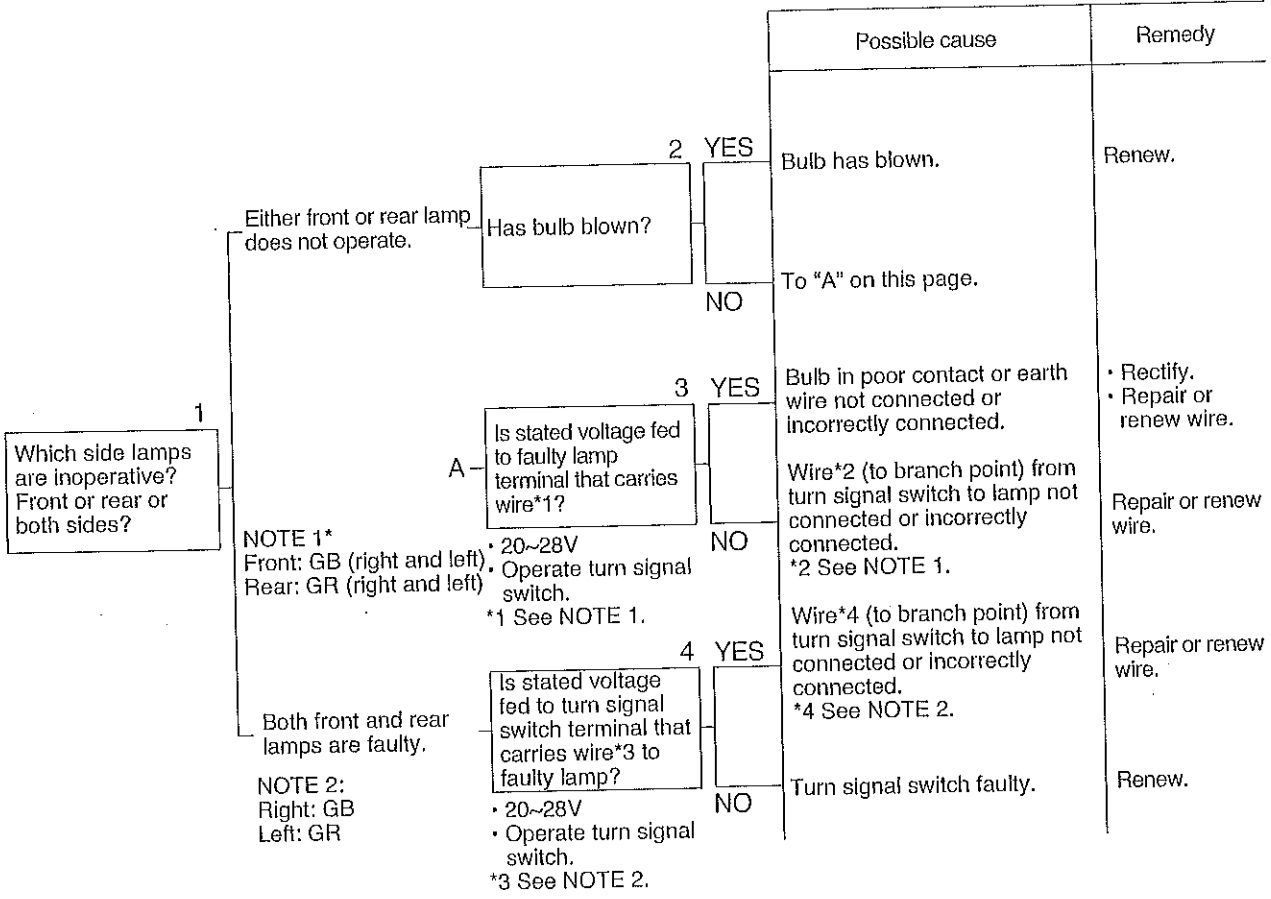 Possible cause
Remedy
2 YES
Either front or rear lamp
does not operate.
Has bulb blown?
Bulb has blown.
Renew.
NO
To "A" on this page.
1
Which side lamps
are inoperative?
Front or rear or
both sides?
3 YES
A
Is stated voltage fed
to faulty lamp
terminal that carries
wire*1?
Bulb in poor contact or earth
wire not connected or
incorrectly connected.
• Rectify.
• Repair or
renew wire.
NO
Wire*2 (to branch point) from
turn signal switch to lamp not
connected or incorrectly
connected.
*2 See NOTE 1.
Repair or renew
wire.
NOTE 1*
Front: GB (right and left)
Rear: GR (right and left)
• 20~28V
• Operate turn signal
switch.
*1 See NOTE 1.
4 YES
Both front and rear
lamps are faulty.
Is stated voltage
fed to turn signal
switch terminal that
carries wire*3 to
faulty lamp?
Wire*4 (to branch point) from
turn signal switch to lamp not
connected or incorrectly
connected.
*4 See NOTE 2.
Repair or renew
wire.
NO
Turn signal switch faulty.
Renew.
NOTE 2:
Right: GB
Left: GR
• 20~28V
• Operate turn signal
switch.
*3 See NOTE 2.